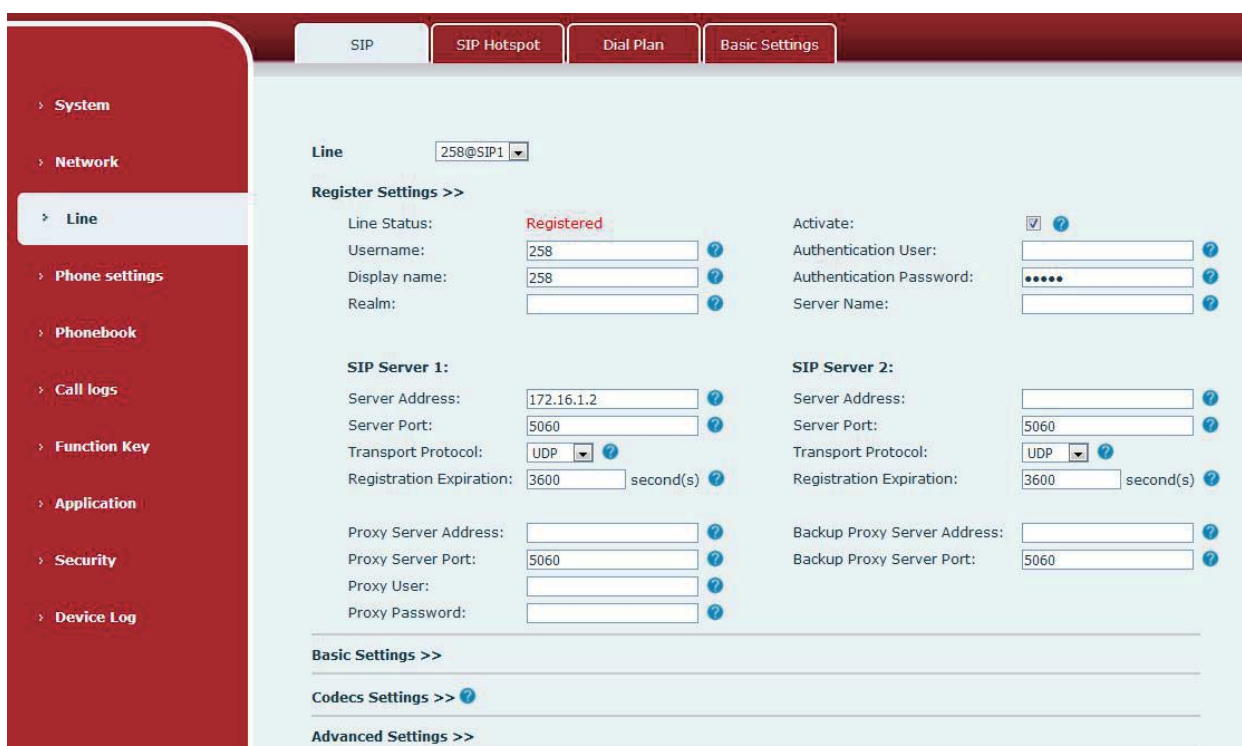 SIP
SIP Hotspot
Dial Plan
Basic Settings
› System
› Network
› Line
› Phone settings
› Phonebook
› Call logs
› Function Key
› Application
› Security
› Device Log
Line 258@SIP1
Register Settings >>
Line Status: Registered Activate:
Username: 258 Authentication User:
Display name: 258 Authentication Password: •••••
Realm: Server Name:
SIP Server 1: SIP Server 2:
Server Address: 172.16.1.2 Server Address:
Server Port: 5060 Server Port: 5060
Transport Protocol: UDP Transport Protocol: UDP
Registration Expiration: 3600 second(s) Registration Expiration: 3600 second(s)
Proxy Server Address: Backup Proxy Server Address:
Proxy Server Port: 5060 Backup Proxy Server Port: 5060
Proxy User:
Proxy Password:
Basic Settings >>
Codecs Settings >>
Advanced Settings >>